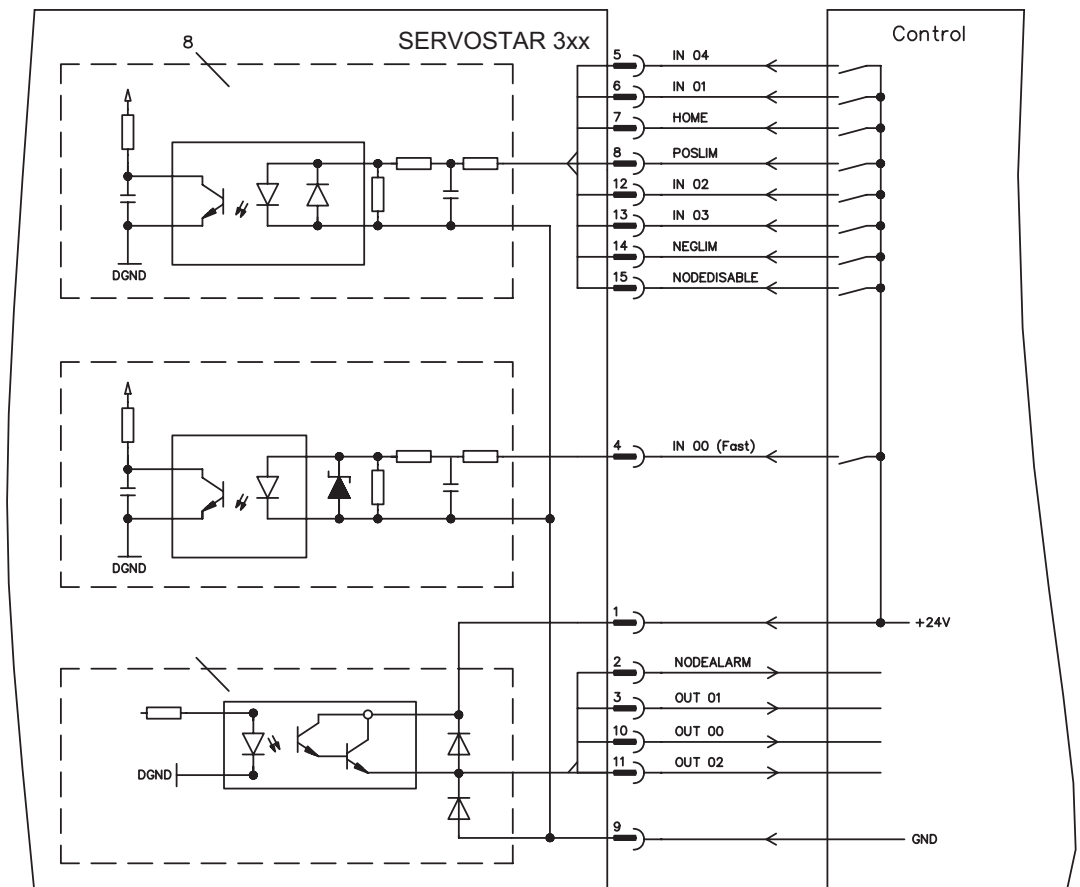 SERVOSTAR 3xx
Control
8
5 IN 04
6 IN 01
7 HOME
8 POSLIM
12 IN 02
13 IN 03
14 NEGLIM
15 NODEDISABLE
DGND
4 IN 00 (Fast)
DGND
1 +24V
2 NODEALARM
3 OUT 01
10 OUT 00
11 OUT 02
DGND
9 GND